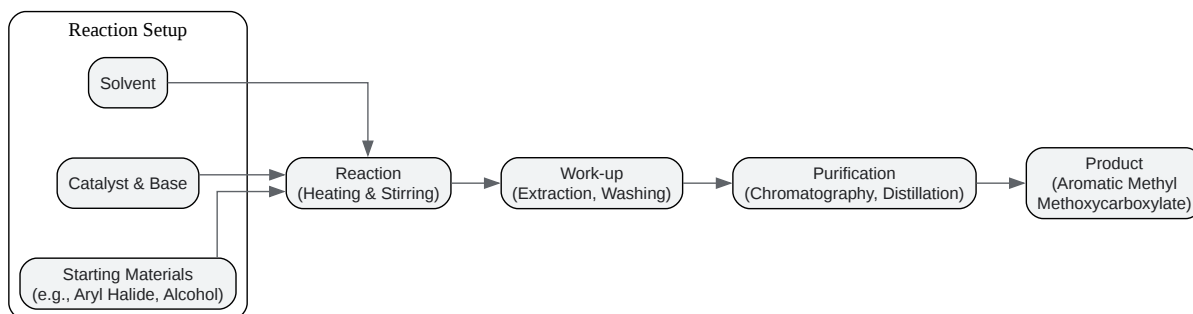 Reaction Setup
Solvent
Catalyst & Base
Starting Materials
(e.g., Aryl Halide, Alcohol)
Reaction
(Heating & Stirring)
Work-up
(Extraction, Washing)
Purification
(Chromatography, Distillation)
Product
(Aromatic Methyl
Methoxycarboxylate)